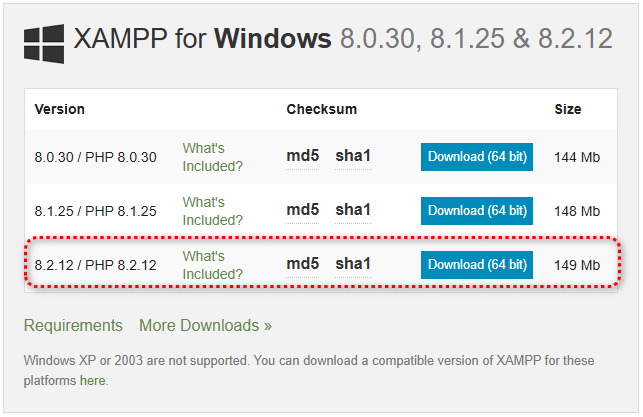 XAMPP for Windows 8.0.30, 8.1.25 & 8.2.12
Version Checksum Size
8.0.30 / PHP 8.0.30 What's Included? md5 sha1 Download (64 bit) 144 Mb
8.1.25 / PHP 8.1.25 What's Included? md5 sha1 Download (64 bit) 148 Mb
8.2.12 / PHP 8.2.12 What's Included? md5 sha1 Download (64 bit) 149 Mb
Requirements More Downloads »
Windows XP or 2003 are not supported. You can download a compatible version of XAMPP for these
platforms here.